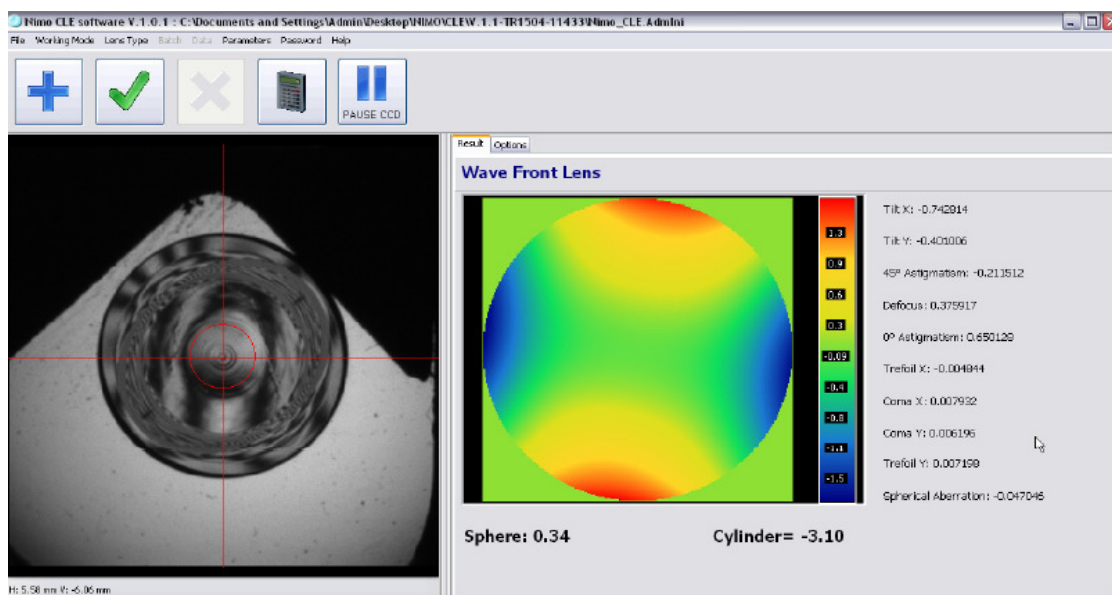 Nimo CLE software V.1.0.1 : C:\Documents and Settings\Admin\Desktop\NIMO\CLE\V.1.1-TR1504-11433\Nimo_CLE.Admini
File Working Mode Lens Type Batch Data Parameters Password Help
PAUSE CCD
Result Options
Wave Front Lens
1.3
0.9
0.6
0.3
-0.09
-0.4
-0.8
-1.1
-1.5
Tilt X: -0.742814
Tilt Y: -0.401006
45º Astigmatism: -0.211512
Defocus: 0.375917
0º Astigmatism: 0.650128
Trefoil X: -0.004844
Coma X: 0.007932
Coma Y: 0.006196
Trefoil Y: 0.007198
Spherical Aberration: -0.047046
Sphere: 0.34 Cylinder= -3.10
H: 5.58 mm V: -6.06 mm